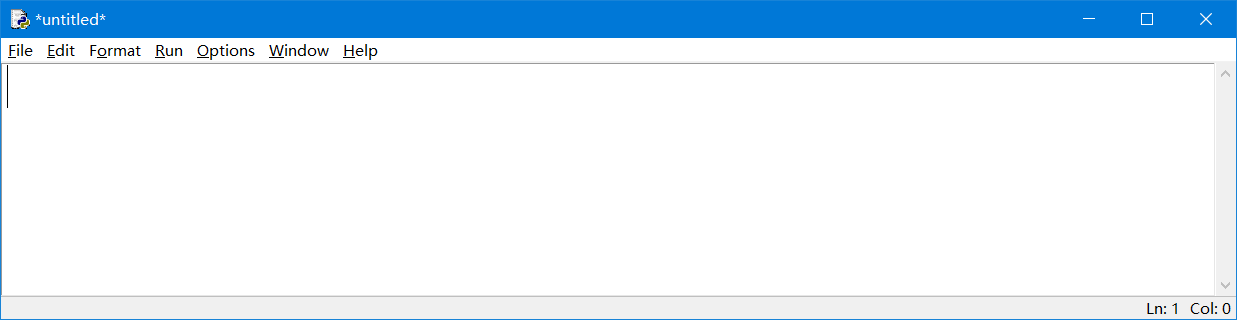 *untitled*
File Edit Format Run Options Window Help
Ln: 1 Col: 0